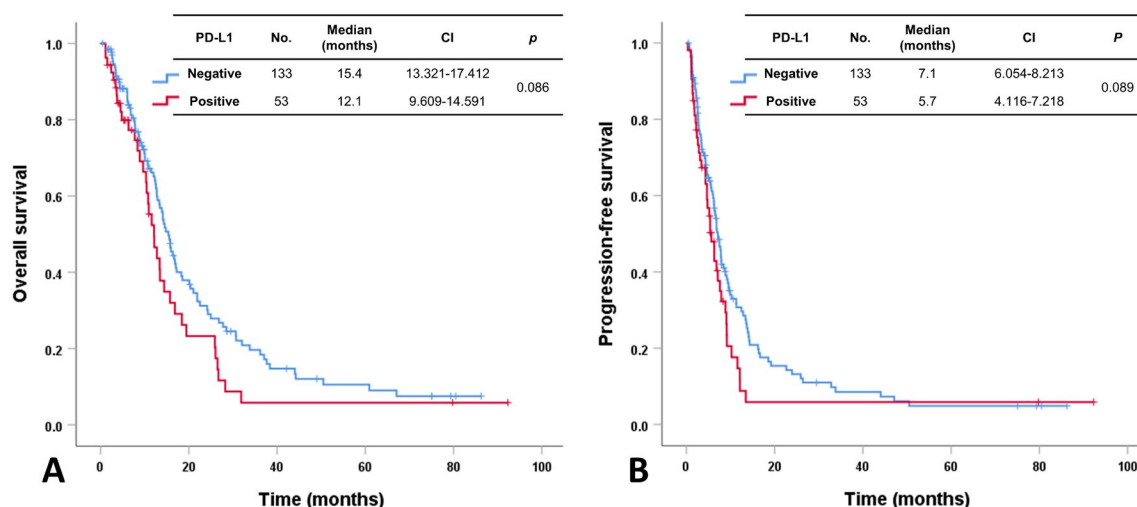 PD-L1 No. Median (months) CI p
Negative 133 15.4 13.321-17.412
0.086
Positive 53 12.1 9.609-14.591
Overall survival
1.0
0.8
0.6
0.4
0.2
0.0
0 20 40 60 80 100
Time (months)
A
PD-L1 No. Median (months) CI P
Negative 133 7.1 6.054-8.213
0.089
Positive 53 5.7 4.116-7.218
Progression-free survival
1.0
0.8
0.6
0.4
0.2
0.0
0 20 40 60 80 100
Time (months)
B